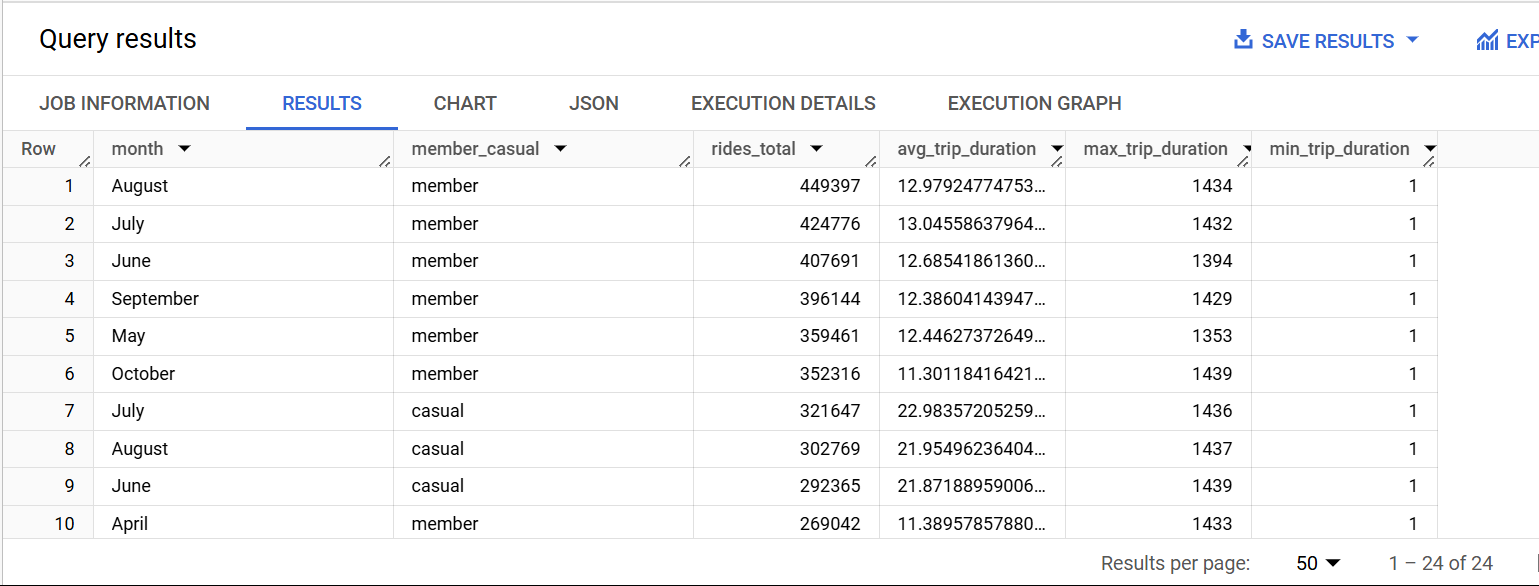 Query results
SAVE RESULTS
EXP
JOB INFORMATION RESULTS CHART JSON EXECUTION DETAILS EXECUTION GRAPH
Row month member_casual rides_total avg_trip_duration max_trip_duration min_trip_duration
1 August member 449397 12.97924774753… 1434 1
2 July member 424776 13.04558637964… 1432 1
3 June member 407691 12.68541861360… 1394 1
4 September member 396144 12.38604143947… 1429 1
5 May member 359461 12.44627372649… 1353 1
6 October member 352316 11.30118416421… 1439 1
7 July casual 321647 22.98357205259… 1436 1
8 August casual 302769 21.95496236404… 1437 1
9 June casual 292365 21.87188959006… 1439 1
10 April member 269042 11.38957857880… 1433 1
Results per page: 50 1 – 24 of 24